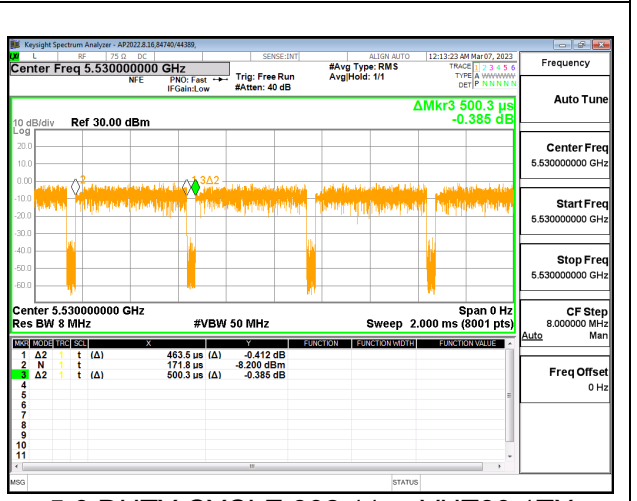 Keysight Spectrum Analyzer - AP2022.8.16,84740/44389,
L RF 75 Ω DC SENSE:INT ALIGN AUTO 12:13:23 AM Mar 07, 2023
Center Freq 5.530000000 GHz
NFE
PNO: Fast
IFGain:Low
Trig: Free Run
#Atten: 40 dB
#Avg Type: RMS
Avg|Hold: 1/1
TRACE 1 2 3 4 5 6
TYPE A WWWWW
DET P N N N N N
ΔMkr3 500.3 µs
-0.385 dB
10 dB/div Ref 30.00 dBm
Log
20.0
10.0
0.00
-10.0
-20.0
-30.0
-40.0
-50.0
-60.0
2
3Δ2
Center 5.530000000 GHz Span 0 Hz
Res BW 8 MHz #VBW 50 MHz Sweep 2.000 ms (8001 pts)
MKR MODE TRC SCL X Y FUNCTION FUNCTION WIDTH FUNCTION VALUE
1 Δ2 1 t (Δ) 463.5 µs (Δ) -0.412 dB
2 N 1 t 171.8 µs -8.200 dBm
3 Δ2 1 t (Δ) 500.3 µs (Δ) -0.385 dB
4
5
6
7
8
9
10
11
MSG STATUS
Frequency
Auto Tune
Center Freq
5.530000000 GHz
Start Freq
5.530000000 GHz
Stop Freq
5.530000000 GHz
CF Step
8.000000 MHz
Auto Man
Freq Offset
0 Hz